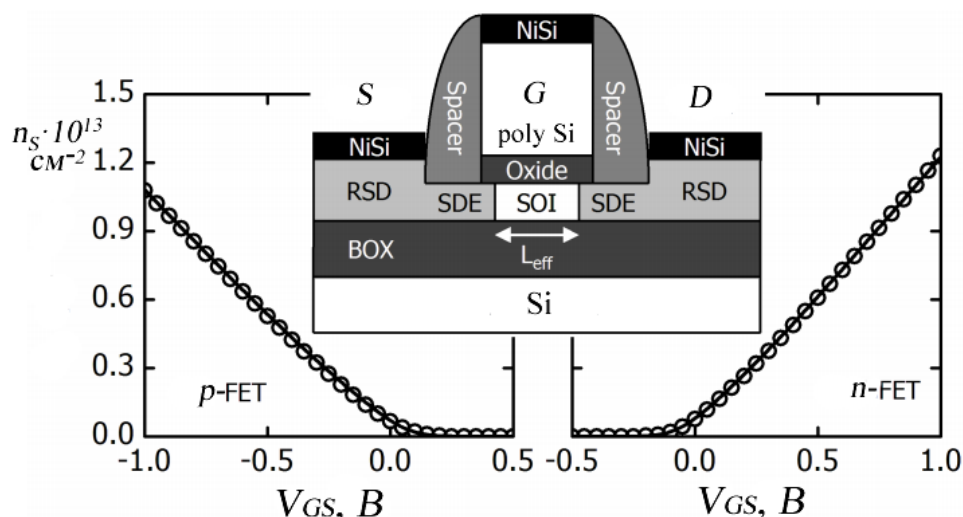 NiSi
Spacer
G
poly Si
Spacer
S
D
NiSi
Oxide
NiSi
RSD
SDE
SOI
SDE
RSD
BOX
L_eff
Si
n_S·10^13
см^-2
1.5
1.2
0.9
0.6
0.3
0.0
p-FET
n-FET
-1.0 -0.5 0.0 0.5
-0.5 0.0 0.5 1.0
V_GS, В
V_GS, В